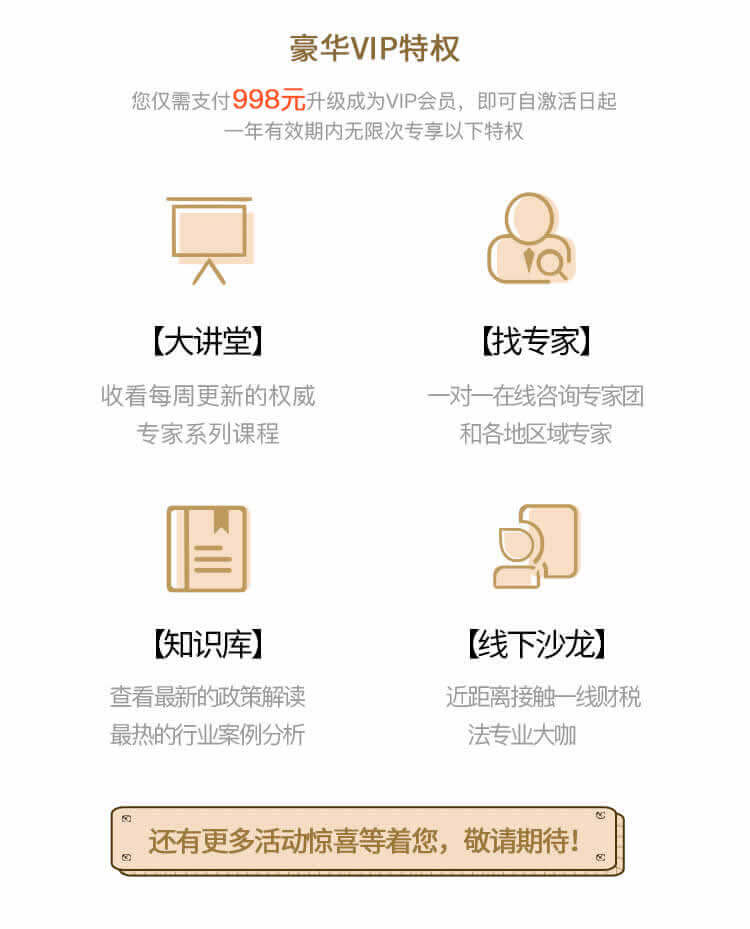 豪华VIP特权
您仅需支付998元升级成为VIP会员，即可自激活日起
一年有效期内无限次专享以下特权
【大讲堂】
收看每周更新的权威
专家系列课程
【找专家】
一对一在线咨询专家团
和各地区域专家
【知识库】
查看最新的政策解读
最热的行业案例分析
【线下沙龙】
近距离接触一线财税
法专业大咖
还有更多活动惊喜等着您，敬请期待！